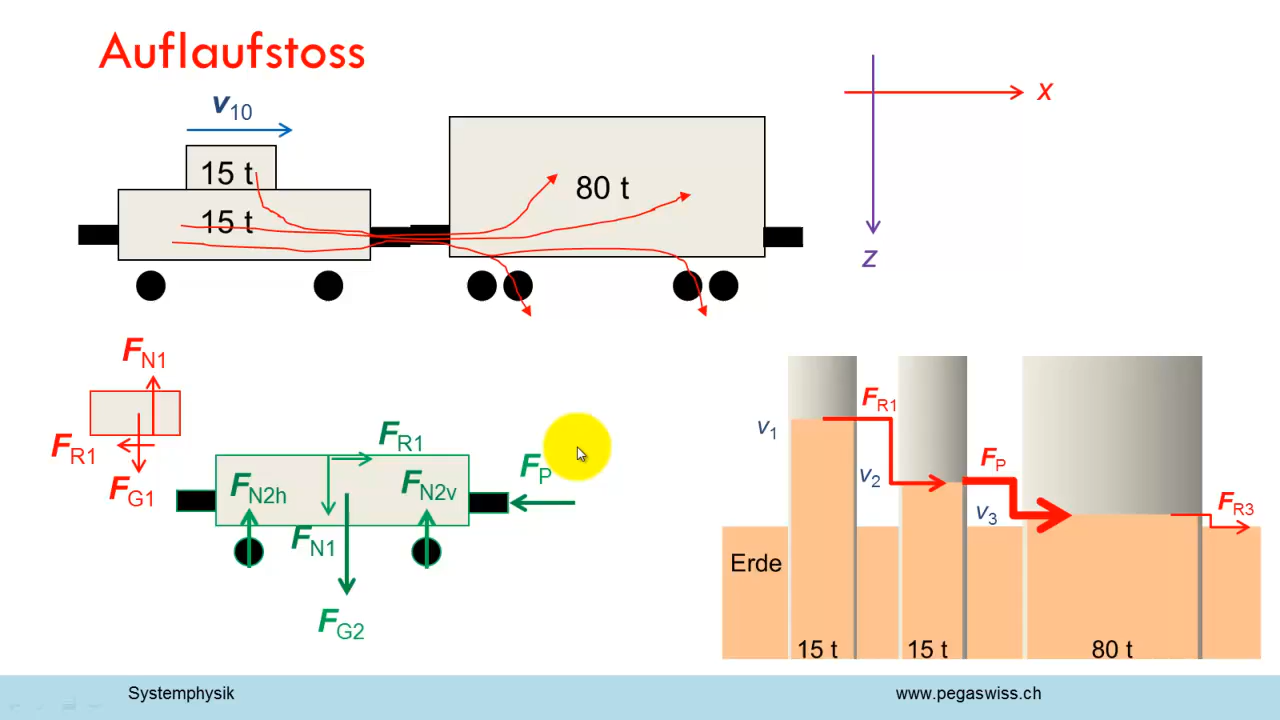 Auflaufstoss
v10
15 t
15 t
80 t
x
z
FN1
FR1
FG1
FR1
FP
FN2h
FN2v
FN1
FG2
v1
FR1
v2
FP
v3
FR3
Erde
15 t
15 t
80 t
Systemphysik
www.pegaswiss.ch